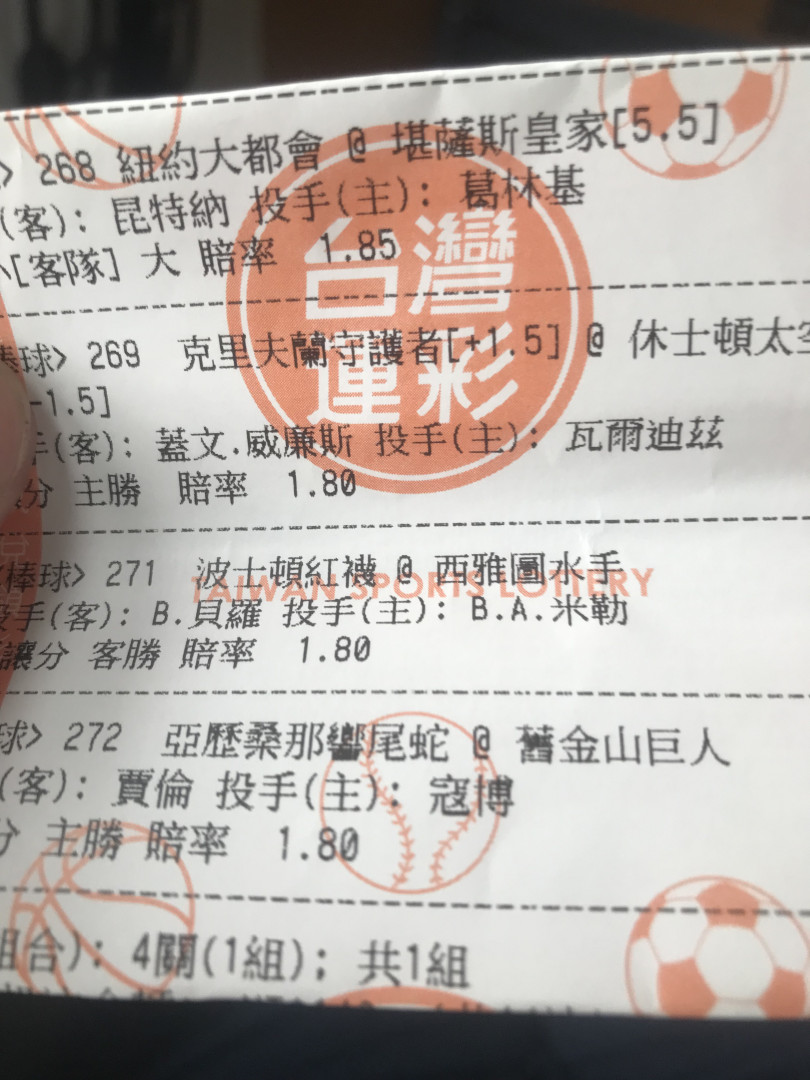 > 268 紐約大都會 @ 堪薩斯皇家[5.5]
(客): 昆特納 投手(主): 葛林基
[客隊] 大 賠率 1.85
台灣
運彩
棒球> 269 克里夫蘭守護者[+1.5] @ 休士頓太空
-1.5]
手(客): 蓋文.威廉斯 投手(主): 瓦爾迪茲
分 主勝 賠率 1.80
棒球> 271 波士頓紅襪 @ 西雅圖水手
TAIWAN SPORTS LOTTERY
投手(客): B.貝羅 投手(主): B.A.米勒
讓分 客勝 賠率 1.80
球> 272 亞歷桑那響尾蛇 @ 舊金山巨人
(客): 賈倫 投手(主): 寇博
分 主勝 賠率 1.80
組合): 4關(1組); 共1組